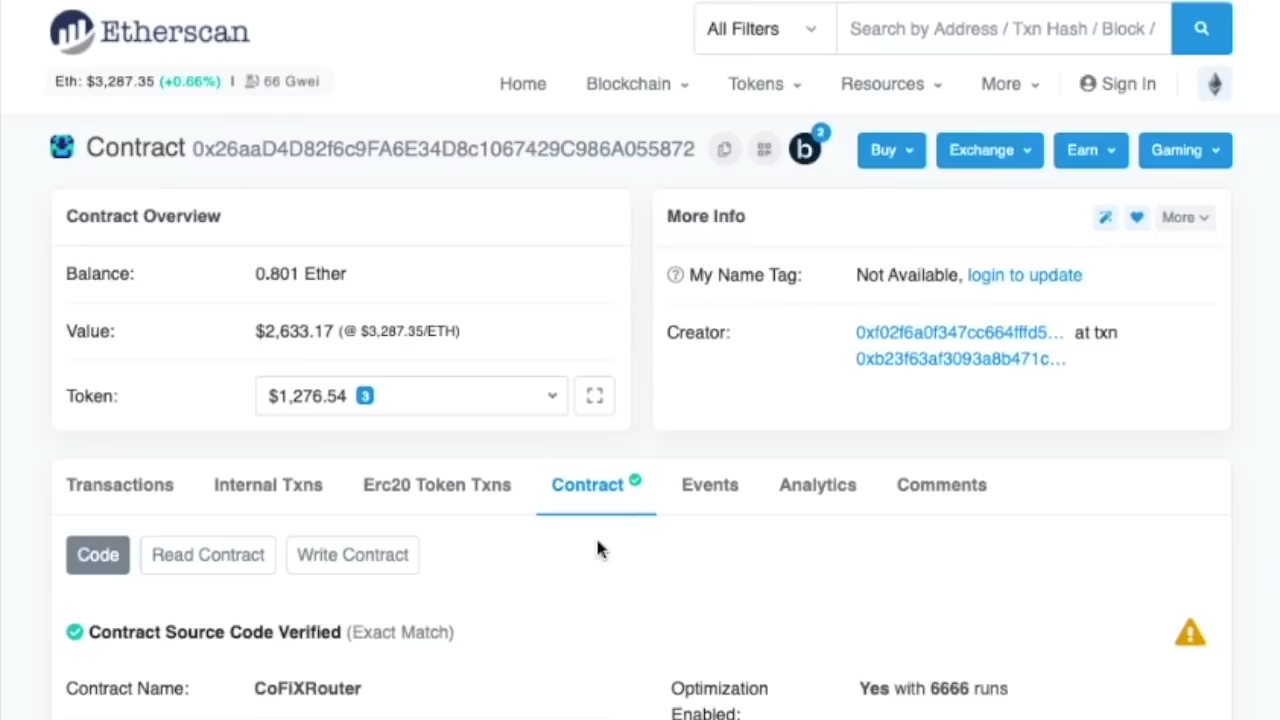 Etherscan
All Filters
Search by Address / Txn Hash / Block /
Eth: $3,287.35 (+0.66%) | 66 Gwei
Home Blockchain Tokens Resources More Sign In
Contract 0x26aaD4D82f6c9FA6E34D8c1067429C986A055872
b 2
Buy Exchange Earn Gaming
Contract Overview
Balance: 0.801 Ether
Value: $2,633.17 (@ $3,287.35/ETH)
Token: $1,276.54 3
More Info
More
? My Name Tag: Not Available, login to update
Creator: 0xf02f6a0f347cc664fffd5... at txn
0xb23f63af3093a8b471c...
Transactions Internal Txns Erc20 Token Txns Contract Events Analytics Comments
Code Read Contract Write Contract
Contract Source Code Verified (Exact Match)
Contract Name: CoFiXRouter
Optimization Yes with 6666 runs
Enabled: